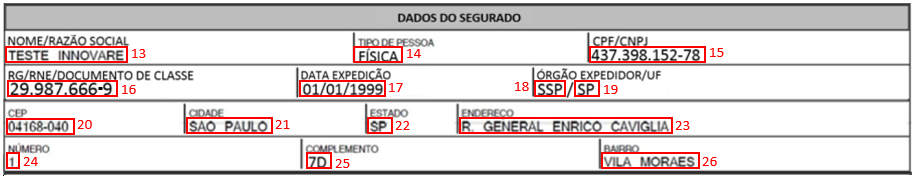 DADOS DO SEGURADO
NOME/RAZÃO SOCIAL TIPO DE PESSOA CPF/CNPJ
TESTE INNOVARE 13 FÍSICA 14 437.398.152-78 15
RG/RNE/DOCUMENTO DE CLASSE DATA EXPEDIÇÃO ÓRGÃO EXPEDIDOR/UF
29.987.666-9 16 01/01/1999 17 18 SSP/SP 19
CEP CIDADE ESTADO ENDERECO
04168-040 20 SAO PAULO 21 SP 22 R. GENERAL ENRICO CAVIGLIA 23
NÚMERO COMPLEMENTO BAIRRO
1 24 7D 25 VILA MORAES 26